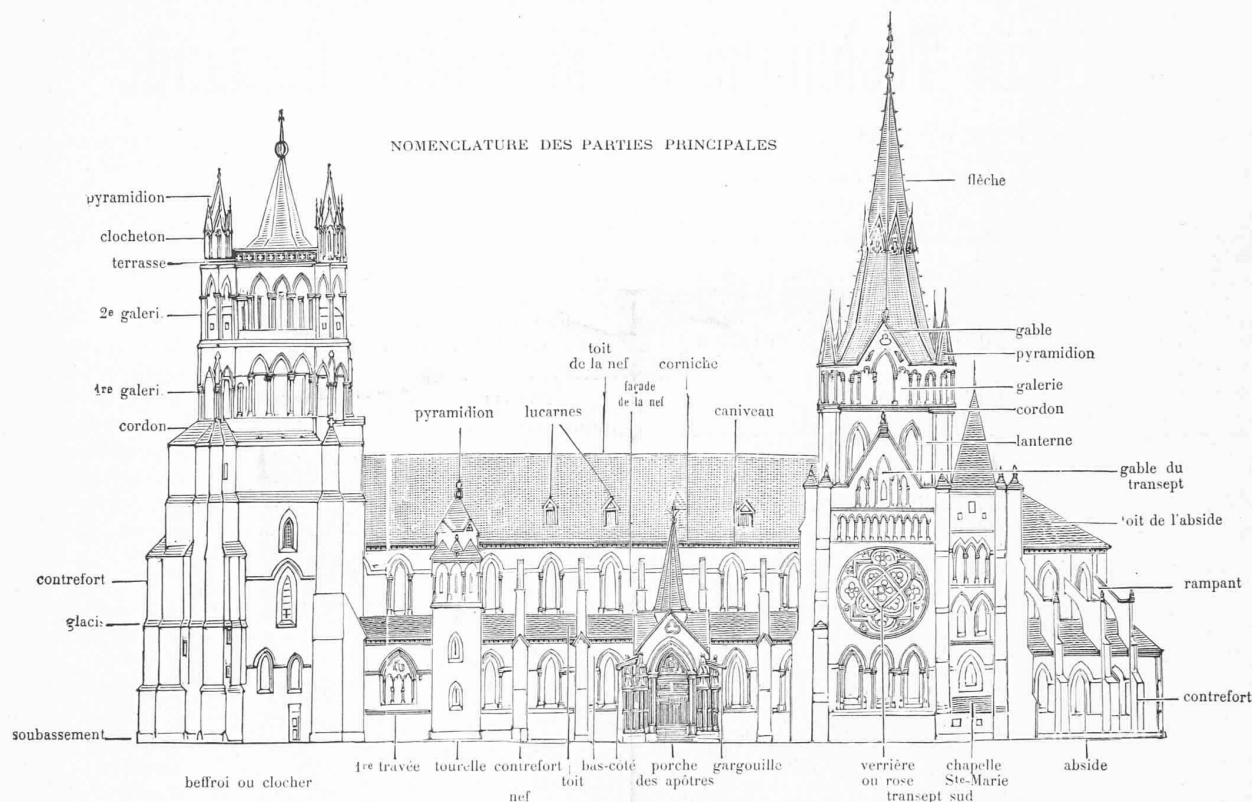 NOMENCLATURE DES PARTIES PRINCIPALES
pyramidion
clocheton
terrasse
2e galeri.
1re galeri.
cordon
contrefort
glacis
soubassement
toit
de la nef
corniche
façade
de la nef
pyramidion
lucarnes
caniveau
flèche
gable
pyramidion
galerie
cordon
lanterne
gable du
transept
toit de l'abside
rampant
contrefort
1re travée
tourelle
contrefort
toit
bas-côté
porche
des apôtres
gargouille
verrière
ou rose
chapelle
Ste-Marie
abside
beffroi ou clocher
nef
transept sud